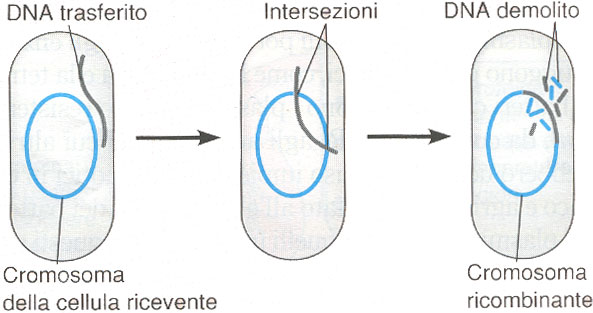 DNA trasferito
Intersezioni
DNA demolito
Cromosoma
della cellula ricevente
Cromosoma
ricombinante